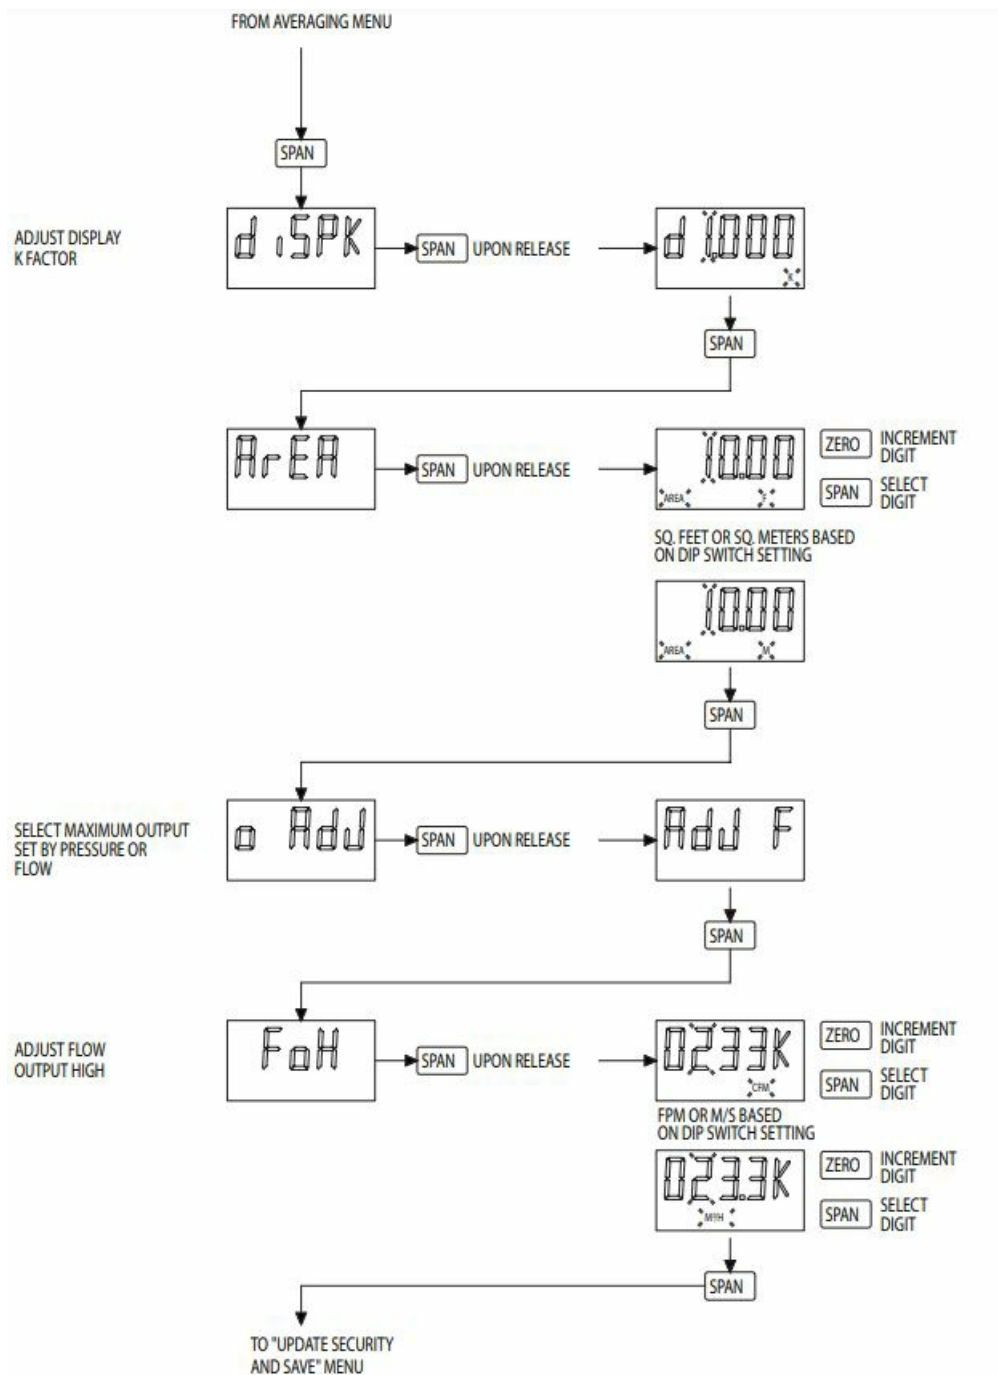 FROM AVERAGING MENU
SPAN
ADJUST DISPLAY
K FACTOR
diSPK
SPAN UPON RELEASE
d 1.000
K
SPAN
ArEA
SPAN UPON RELEASE
10.00
AREA F
ZERO INCREMENT
DIGIT
SPAN SELECT
DIGIT
SQ. FEET OR SQ. METERS BASED
ON DIP SWITCH SETTING
10.00
AREA M
SPAN
SELECT MAXIMUM OUTPUT
SET BY PRESSURE OR
FLOW
o AdJ
SPAN UPON RELEASE
AdJ F
SPAN
ADJUST FLOW
OUTPUT HIGH
FoH
SPAN UPON RELEASE
0233K
CFM
ZERO INCREMENT
DIGIT
SPAN SELECT
DIGIT
FPM OR M/S BASED
ON DIP SWITCH SETTING
023.3K
ZERO INCREMENT
DIGIT
SPAN SELECT
DIGIT
SPAN
TO "UPDATE SECURITY
AND SAVE" MENU